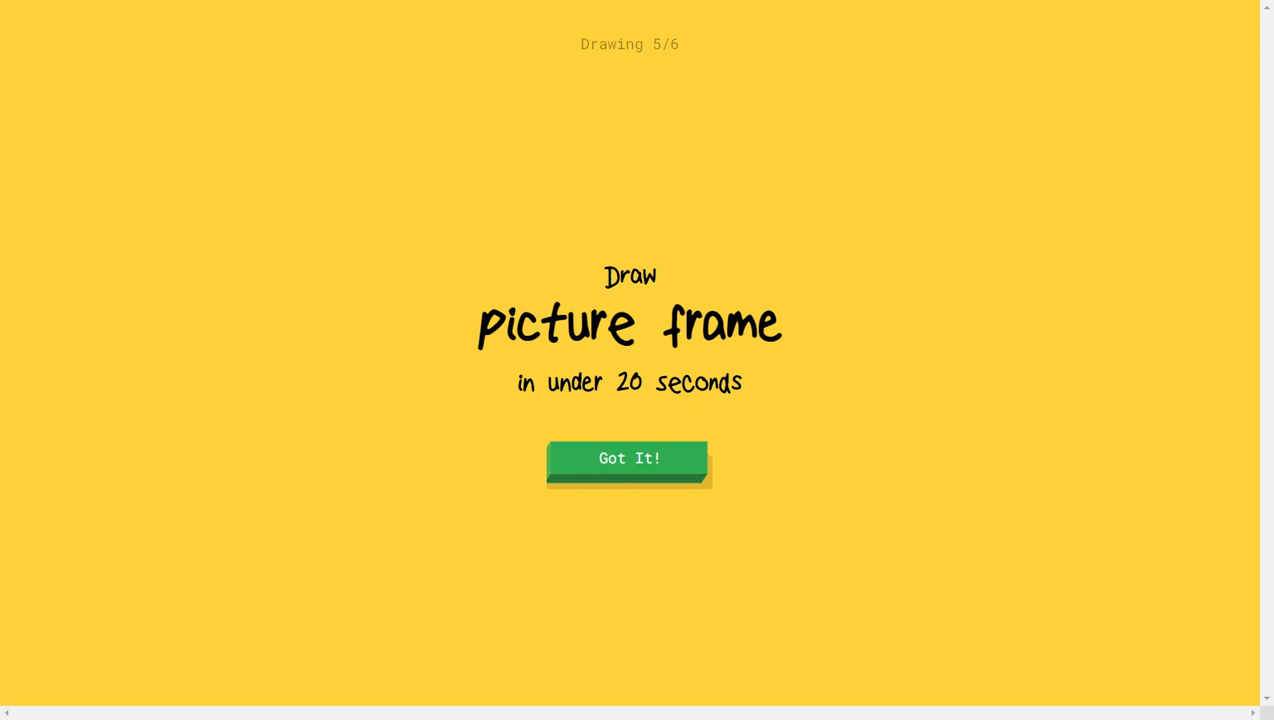 Drawing 5/6
Draw
picture frame
in under 20 seconds
Got It!